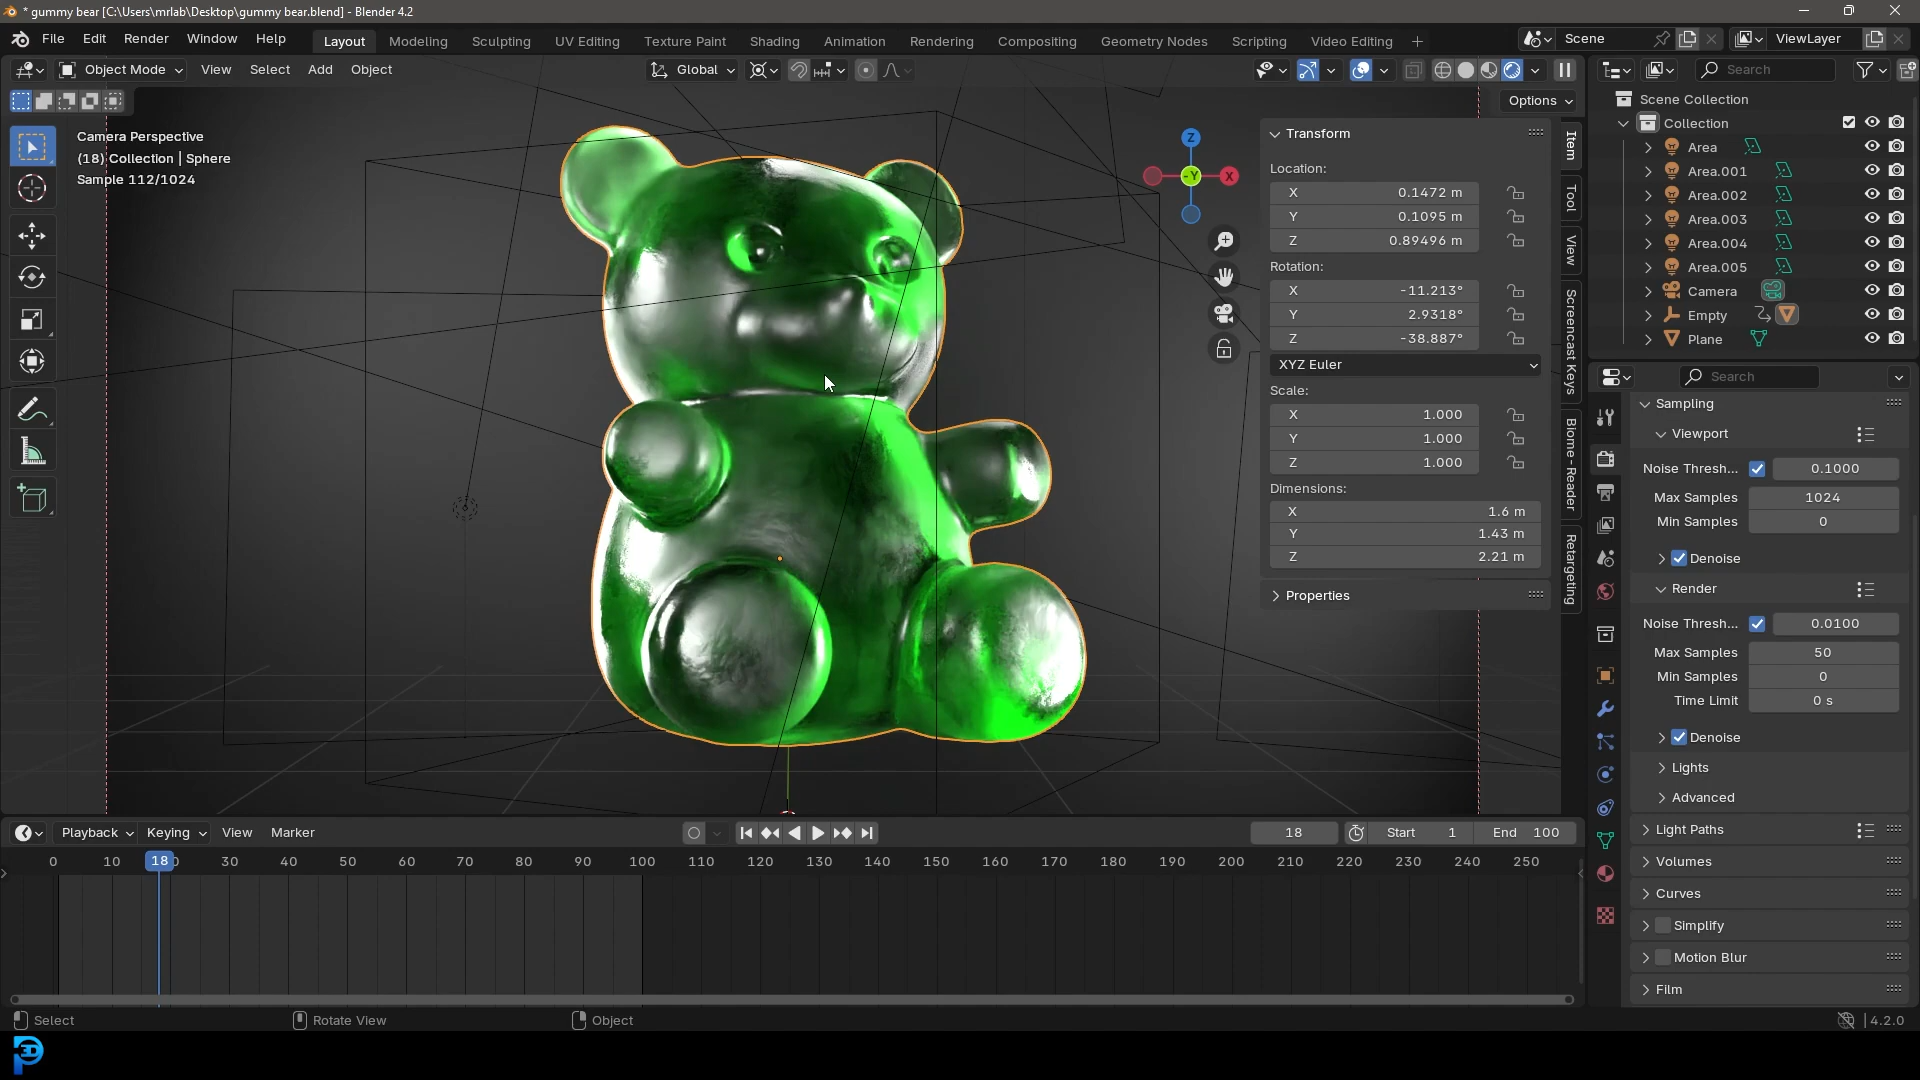 * gummy bear [C:\Users\mrlab\Desktop\gummy bear.blend] - Blender 4.2
File Edit Render Window Help
Layout Modeling Sculpting UV Editing Texture Paint Shading Animation Rendering Compositing Geometry Nodes Scripting Video Editing +
Scene
ViewLayer
Object Mode View Select Add Object
Global
Search
Options
Camera Perspective
(18) Collection | Sphere
Sample 112/1024
Z
-Y
X
Transform
Location:
X 0.1472 m
Y 0.1095 m
Z 0.89496 m
Rotation:
X -11.213°
Y 2.9318°
Z -38.887°
XYZ Euler
Scale:
X 1.000
Y 1.000
Z 1.000
Dimensions:
X 1.6 m
Y 1.43 m
Z 2.21 m
Properties
Item
Tool
View
Screencast Keys
Biome-Reader
Retargeting
Scene Collection
Collection
Area
Area.001
Area.002
Area.003
Area.004
Area.005
Camera
Empty
Plane
Search
Sampling
Viewport
Noise Thresh... 0.1000
Max Samples 1024
Min Samples 0
Denoise
Render
Noise Thresh... 0.0100
Max Samples 50
Min Samples 0
Time Limit 0 s
Denoise
Lights
Advanced
Light Paths
Volumes
Curves
Simplify
Motion Blur
Film
Playback Keying View Marker
18
Start 1
End 100
0 10 18 30 40 50 60 70 80 90 100 110 120 130 140 150 160 170 180 190 200 210 220 230 240 250
Select
Rotate View
Object
4.2.0